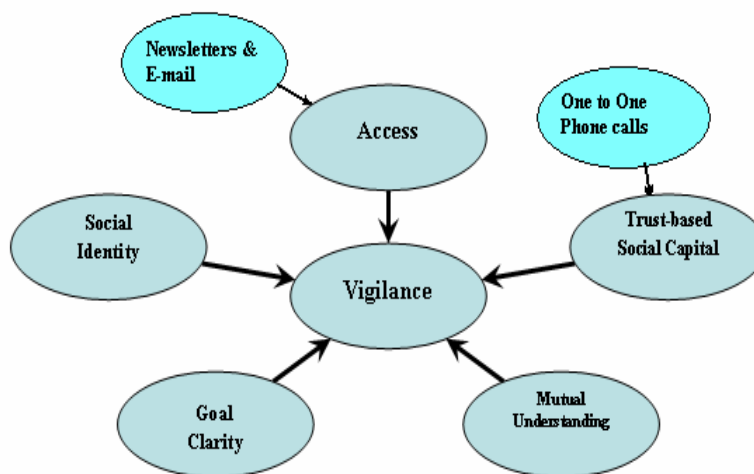 Newsletters &
E-mail
Access
One to One
Phone calls
Social
Identity
Trust-based
Social Capital
Vigilance
Goal
Clarity
Mutual
Understanding